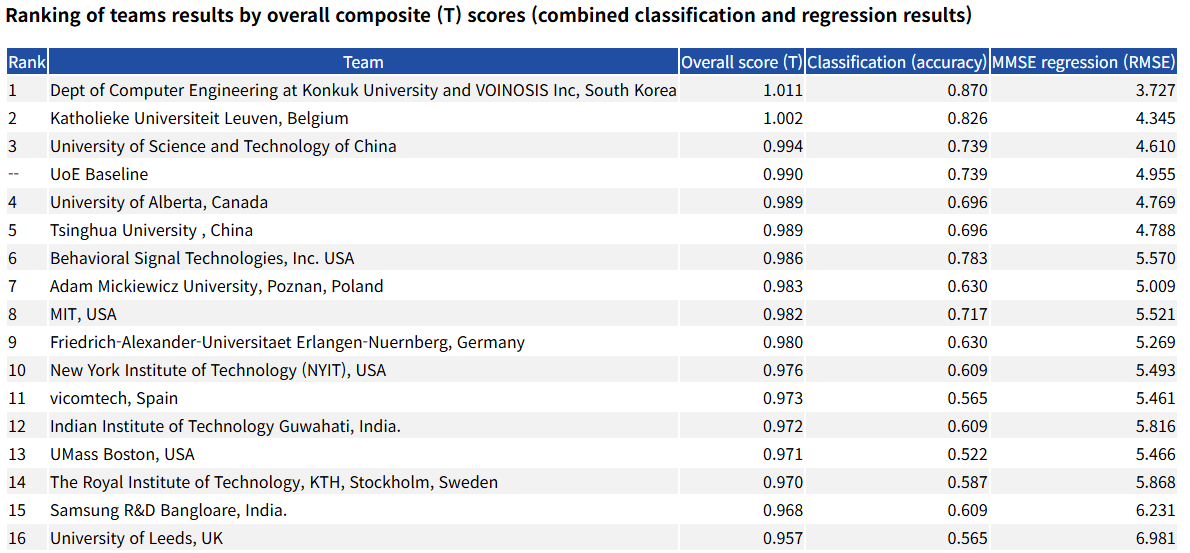 Ranking of teams results by overall composite (T) scores (combined classification and regression results)
Rank Team Overall score (T) Classification (accuracy) MMSE regression (RMSE)
1 Dept of Computer Engineering at Konkuk University and VOINOSIS Inc, South Korea 1.011 0.870 3.727
2 Katholieke Universiteit Leuven, Belgium 1.002 0.826 4.345
3 University of Science and Technology of China 0.994 0.739 4.610
-- UoE Baseline 0.990 0.739 4.955
4 University of Alberta, Canada 0.989 0.696 4.769
5 Tsinghua University , China 0.989 0.696 4.788
6 Behavioral Signal Technologies, Inc. USA 0.986 0.783 5.570
7 Adam Mickiewicz University, Poznan, Poland 0.983 0.630 5.009
8 MIT, USA 0.982 0.717 5.521
9 Friedrich-Alexander-Universitaet Erlangen-Nuernberg, Germany 0.980 0.630 5.269
10 New York Institute of Technology (NYIT), USA 0.976 0.609 5.493
11 vicomtech, Spain 0.973 0.565 5.461
12 Indian Institute of Technology Guwahati, India. 0.972 0.609 5.816
13 UMass Boston, USA 0.971 0.522 5.466
14 The Royal Institute of Technology, KTH, Stockholm, Sweden 0.970 0.587 5.868
15 Samsung R&D Bangloare, India. 0.968 0.609 6.231
16 University of Leeds, UK 0.957 0.565 6.981